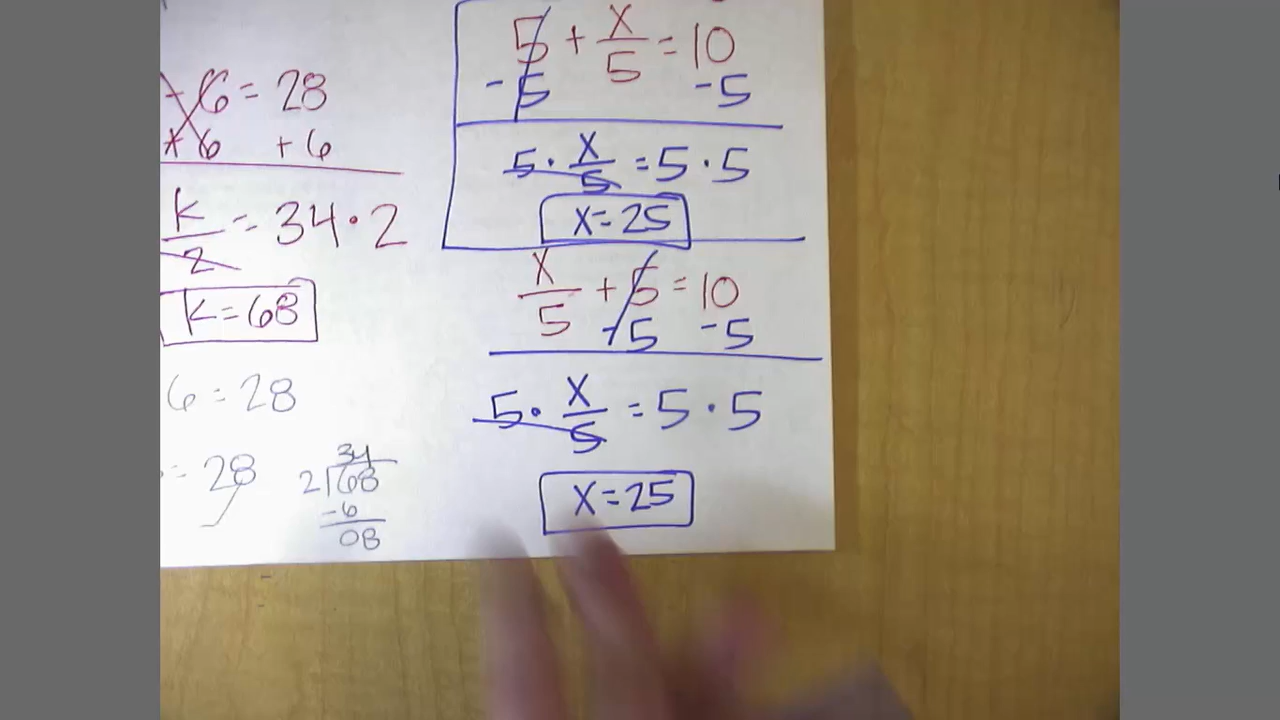 - 6 = 28
+ 6 + 6
k/2 = 34 · 2
k = 68
6 = 28
= 28
34
2)68
-6
08
5 + x/5 = 10
-5 -5
5 · x/5 = 5 · 5
x = 25
x/5 + 5 = 10
-5 -5
5 · x/5 = 5 · 5
x = 25